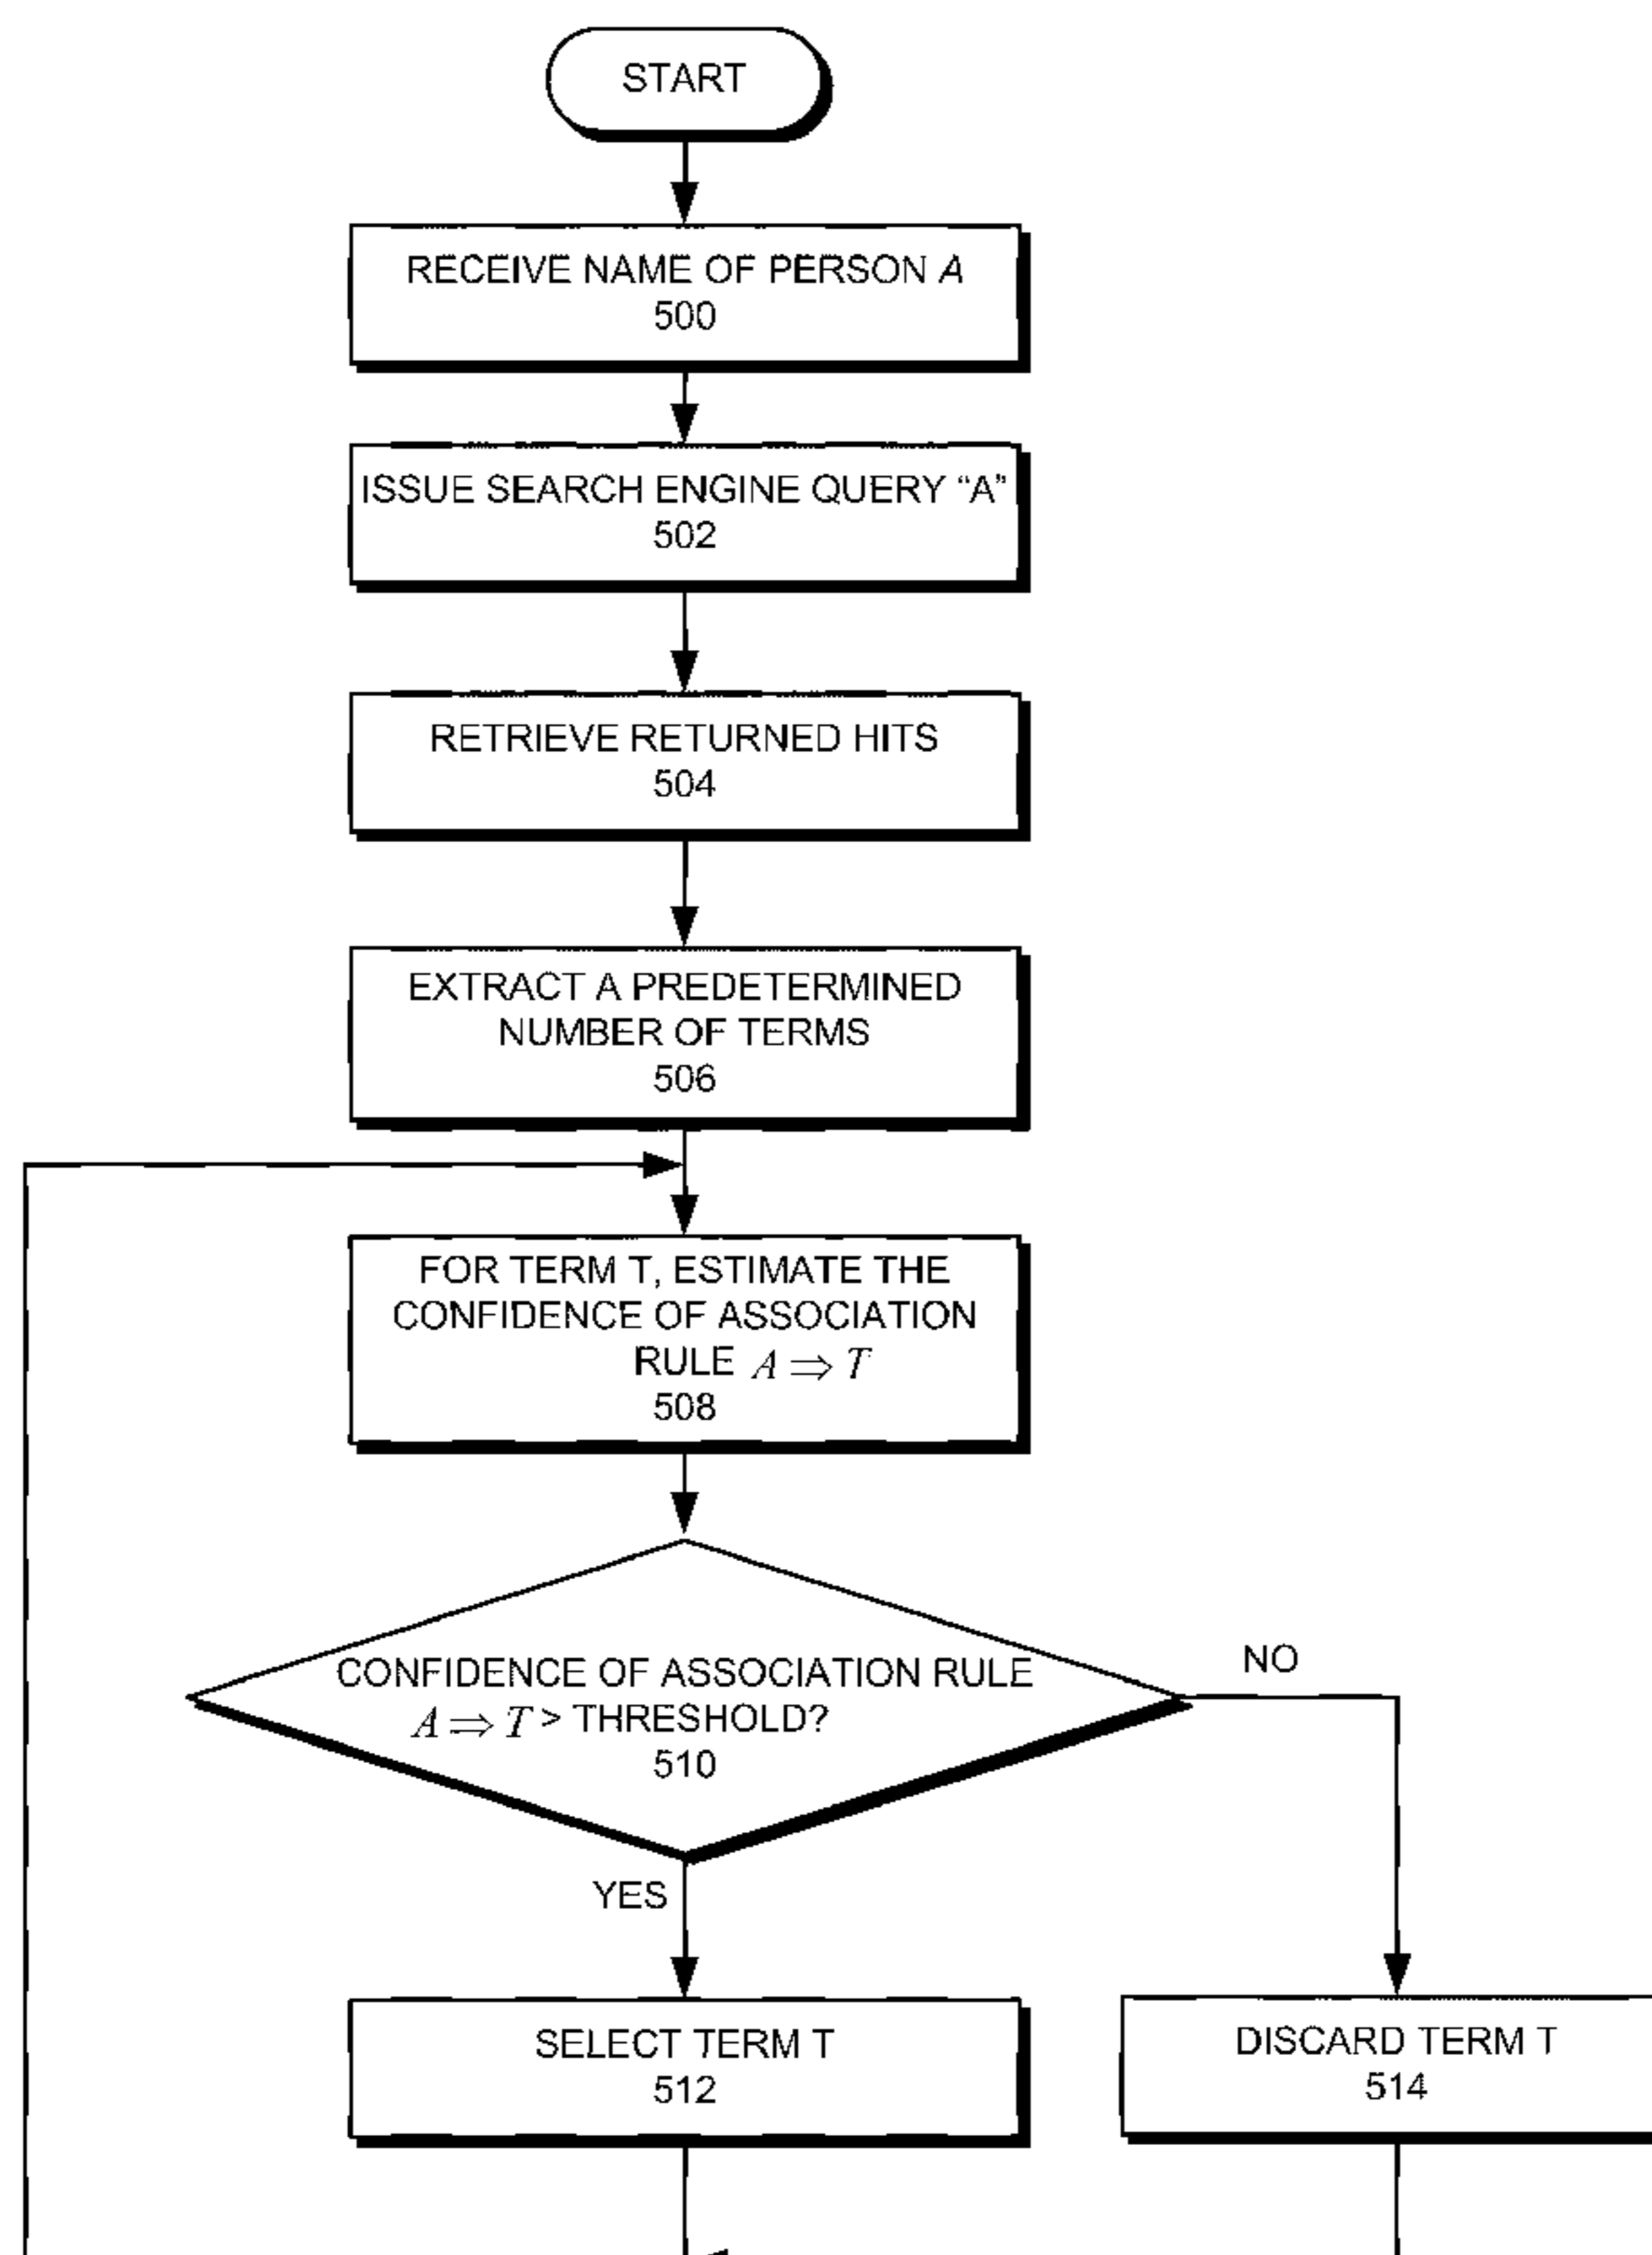 START
RECEIVE NAME OF PERSON A
500
ISSUE SEARCH ENGINE QUERY “A”
502
RETRIEVE RETURNED HITS
504
EXTRACT A PREDETERMINED
NUMBER OF TERMS
506
FOR TERM T, ESTIMATE THE
CONFIDENCE OF ASSOCIATION
RULE A ⇒ T
508
CONFIDENCE OF ASSOCIATION RULE
A ⇒ T > THRESHOLD?
510
NO
YES
SELECT TERM T
512
DISCARD TERM T
514